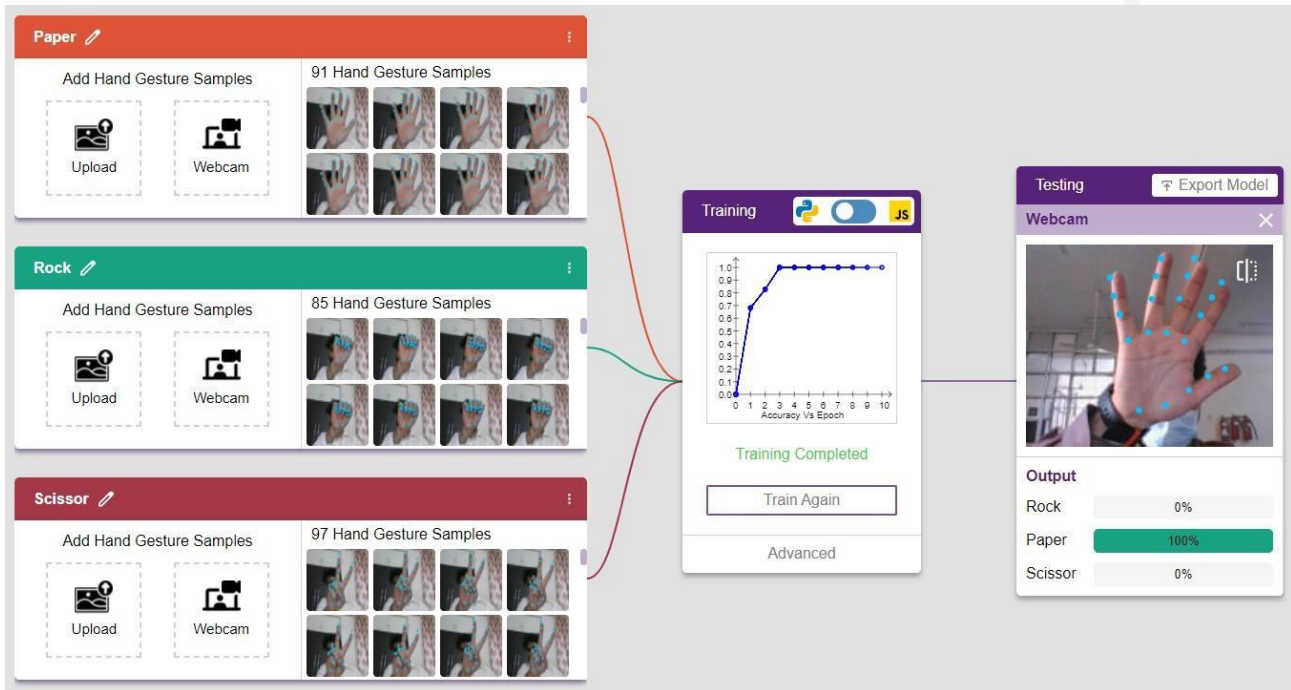 Paper
Add Hand Gesture Samples
Upload
Webcam
91 Hand Gesture Samples
Rock
Add Hand Gesture Samples
Upload
Webcam
85 Hand Gesture Samples
Scissor
Add Hand Gesture Samples
Upload
Webcam
97 Hand Gesture Samples
Training
JS
1.0
0.9
0.8
0.7
0.6
0.5
0.4
0.3
0.2
0.1
0.0
0 1 2 3 4 5 6 7 8 9 10
Accuracy Vs Epoch
Training Completed
Train Again
Advanced
Testing
Export Model
Webcam
Output
Rock 0%
Paper 100%
Scissor 0%